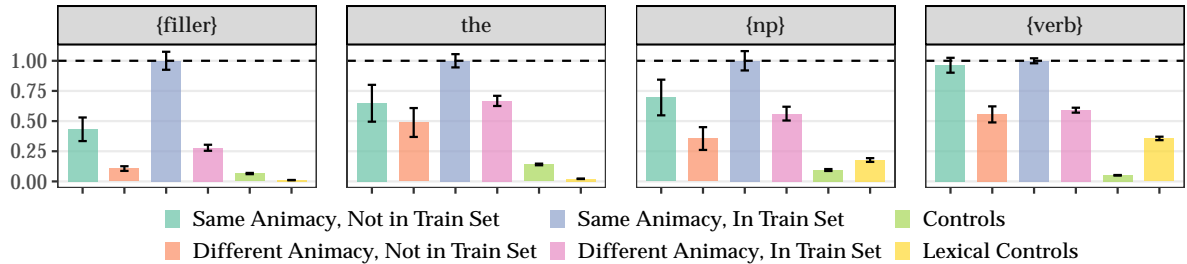 {filler} the {np} {verb}
1.00
0.75
0.50
0.25
0.00
Same Animacy, Not in Train Set Same Animacy, In Train Set Controls
Different Animacy, Not in Train Set Different Animacy, In Train Set Lexical Controls